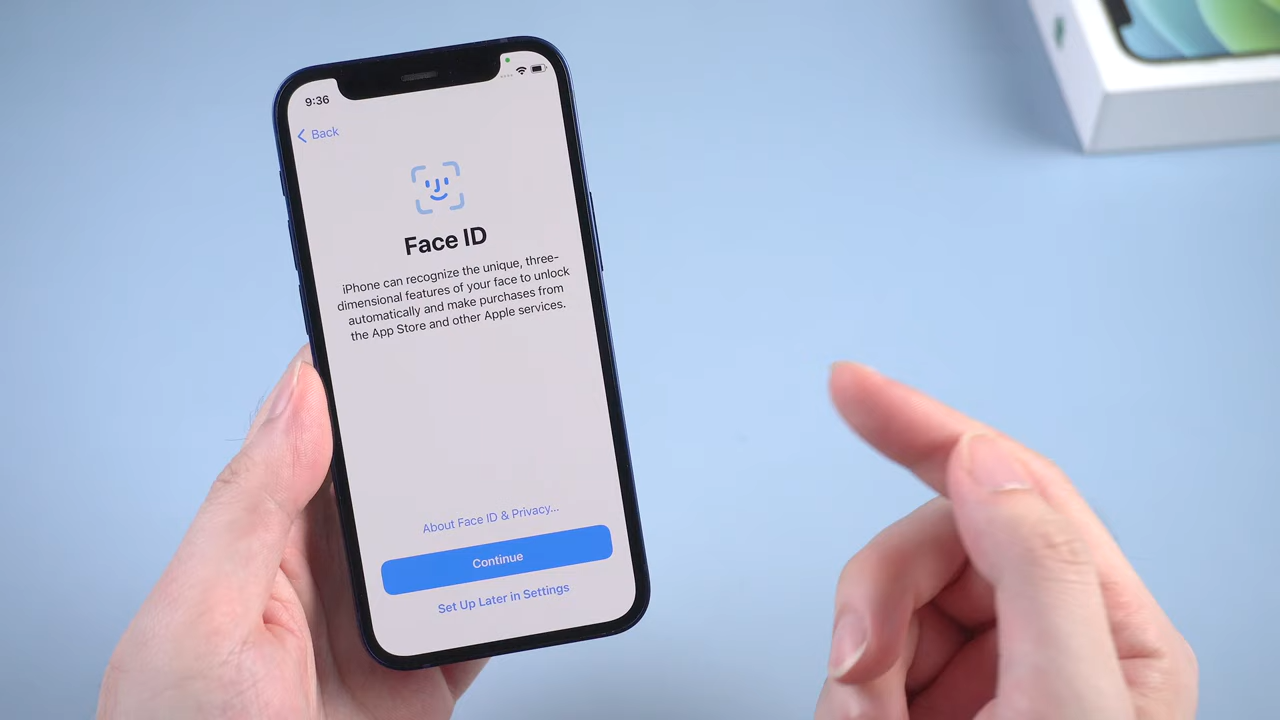 9:36
Back
Face ID
iPhone can recognize the unique, three-
dimensional features of your face to unlock
automatically and make purchases from
the App Store and other Apple services.
About Face ID & Privacy...
Continue
Set Up Later in Settings